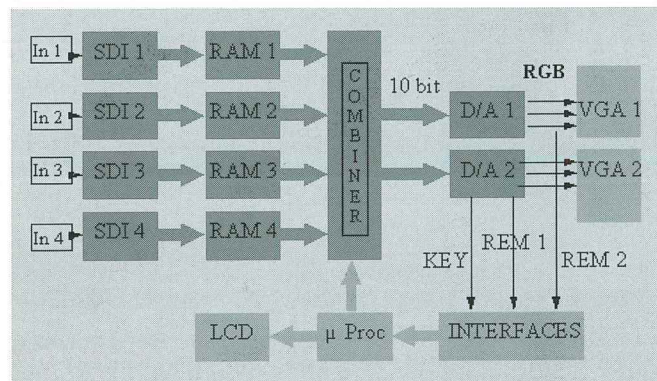 In 1
SDI 1
RAM 1
In 2
SDI 2
RAM 2
In 3
SDI 3
RAM 3
In 4
SDI 4
RAM 4
COMBINER
10 bit
RGB
D/A 1
VGA 1
D/A 2
VGA 2
KEY
REM 1
REM 2
LCD
μ Proc
INTERFACES